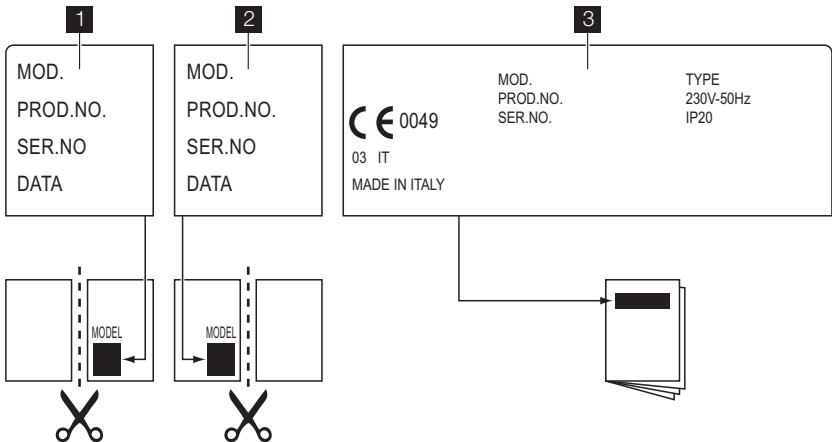 1
MOD.
PROD.NO.
SER.NO
DATA
MODEL
2
MOD.
PROD.NO.
SER.NO
DATA
MODEL
3
CE 0049
03 IT
MADE IN ITALY
MOD.
PROD.NO.
SER.NO.
TYPE
230V-50Hz
IP20